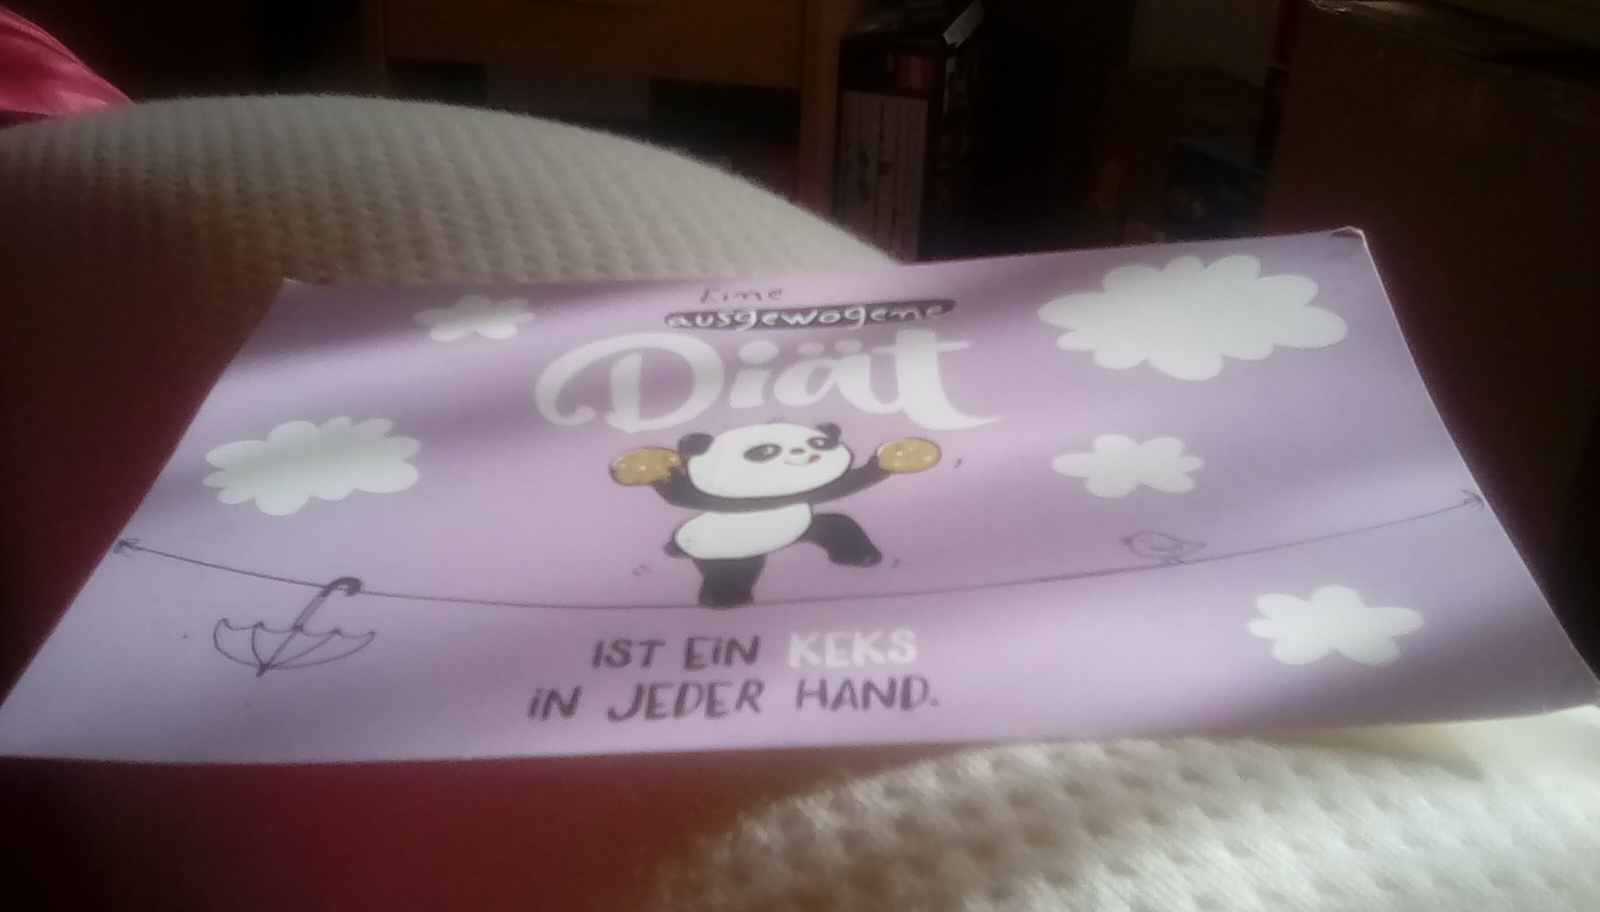 Eine
ausgewogene
Diät
IST EIN KEKS
IN JEDER HAND.